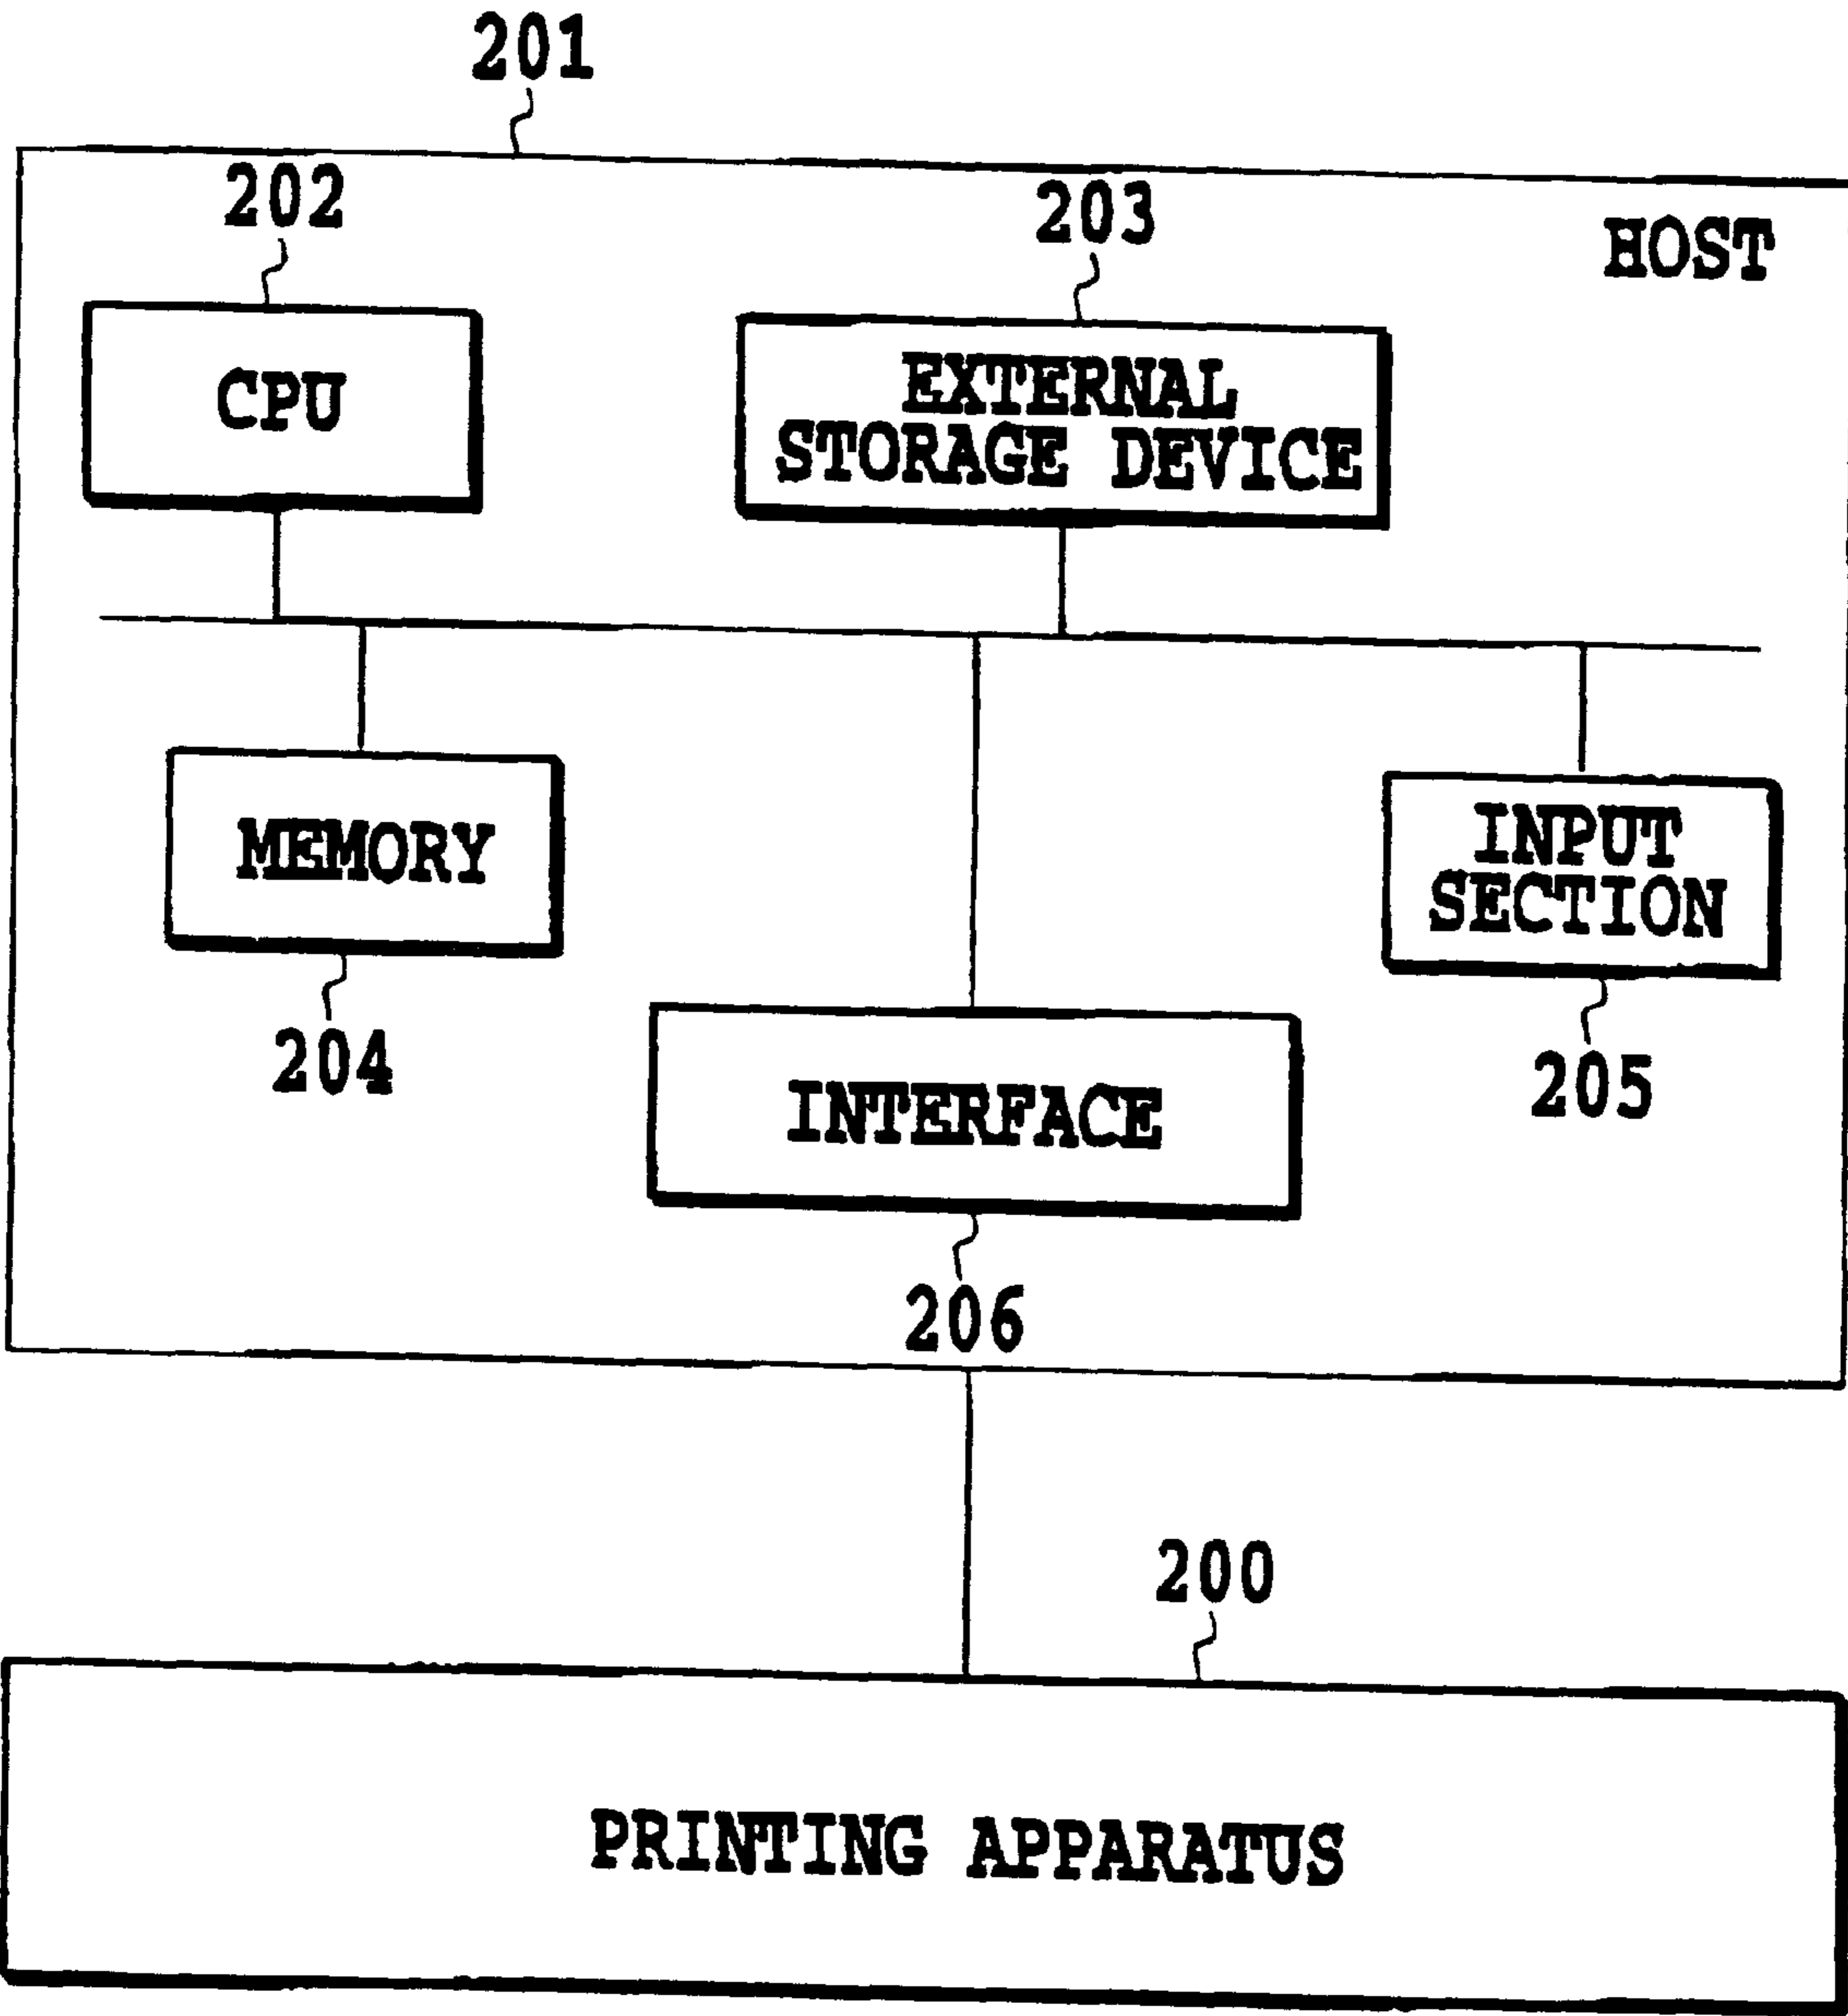 201
202
203
HOST
CPU
EXTERNAL
STORAGE DEVICE
MEMORY
INPUT
SECTION
204
205
INTERFACE
206
200
PRINTING APPARATUS